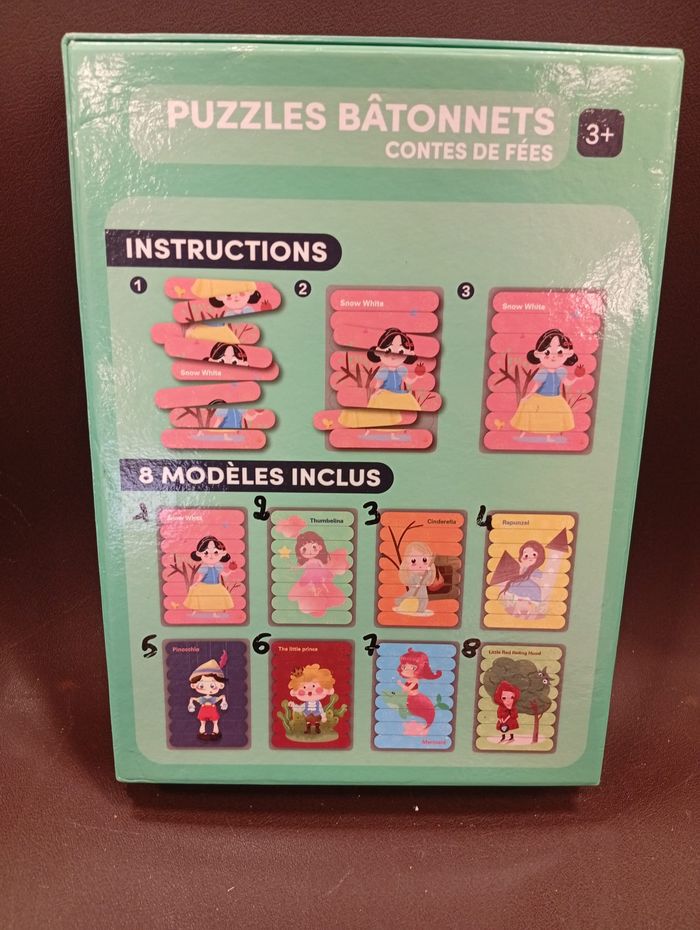 PUZZLES BÂTONNETS
3+
CONTES DE FÉES
INSTRUCTIONS
1 2 3
Snow White
Snow White
Snow White
8 MODÈLES INCLUS
1 2 3 4
Snow White
Thumbelina
Cinderella
Rapunzel
5 6 7 8
Pinocchio
The little prince
Little Red Riding Hood
Mermaid